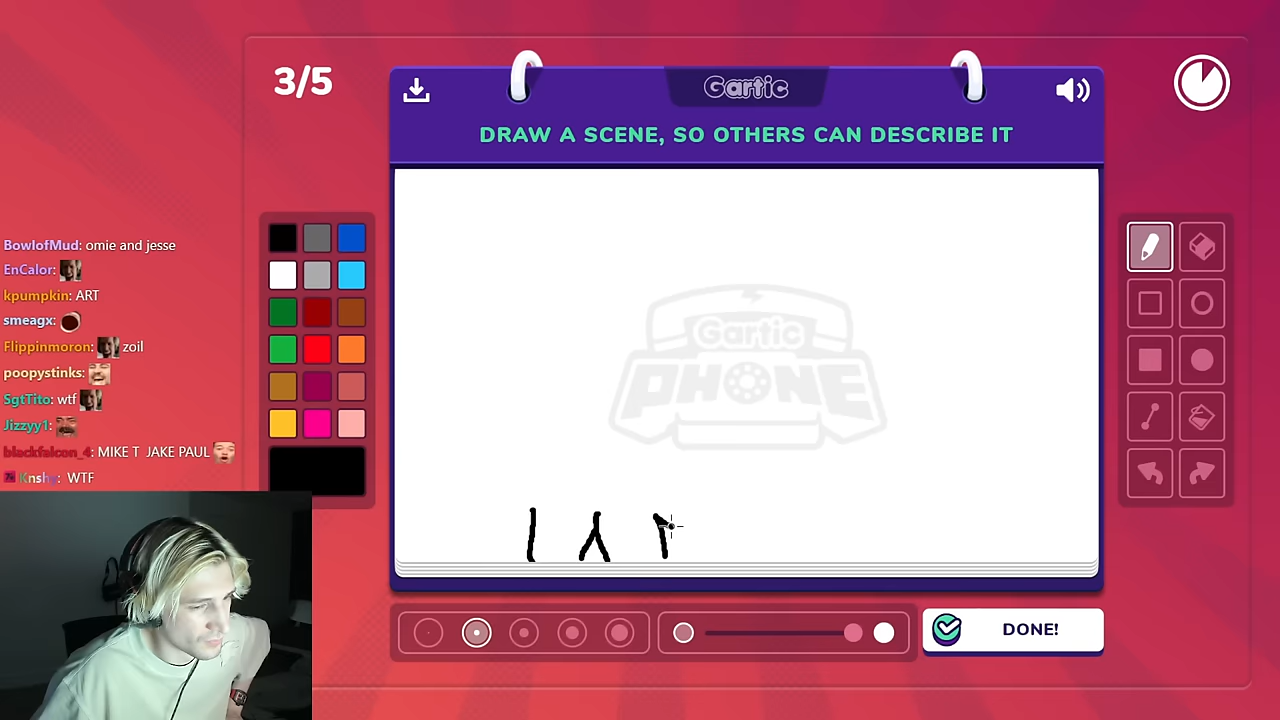 3/5
Gartic
DRAW A SCENE, SO OTHERS CAN DESCRIBE IT
Gartic
PHONE
BowlofMud: omie and jesse
EnCalor:
kpumpkin: ART
smeagx:
Flippinmoron: zoil
poopystinks:
SgtTito: wtf
Jizzyy1:
blackfalcon_4: MIKE T JAKE PAUL
Knshy: WTF
DONE!